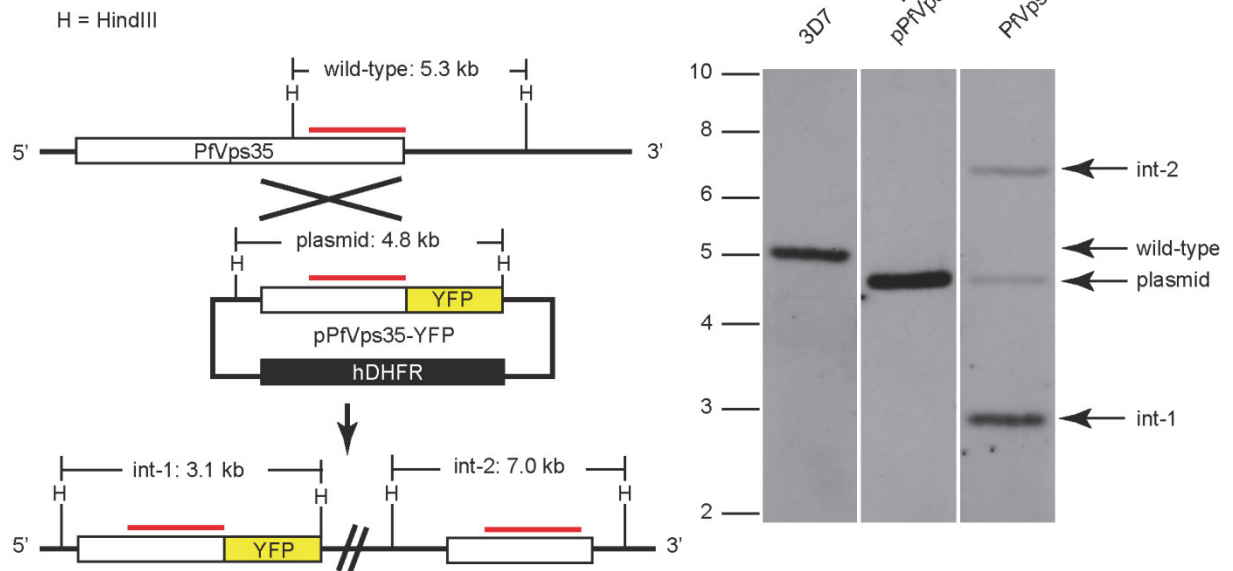 H = HindIII
wild-type: 5.3 kb
H H
5' PfVps35 3'
plasmid: 4.8 kb
H H
YFP
pPfVps35-YFP
hDHFR
int-1: 3.1 kb int-2: 7.0 kb
H H H H
5' YFP 3'
3D7
10
8
6 int-2
5 wild-type
plasmid
4
3 int-1
2